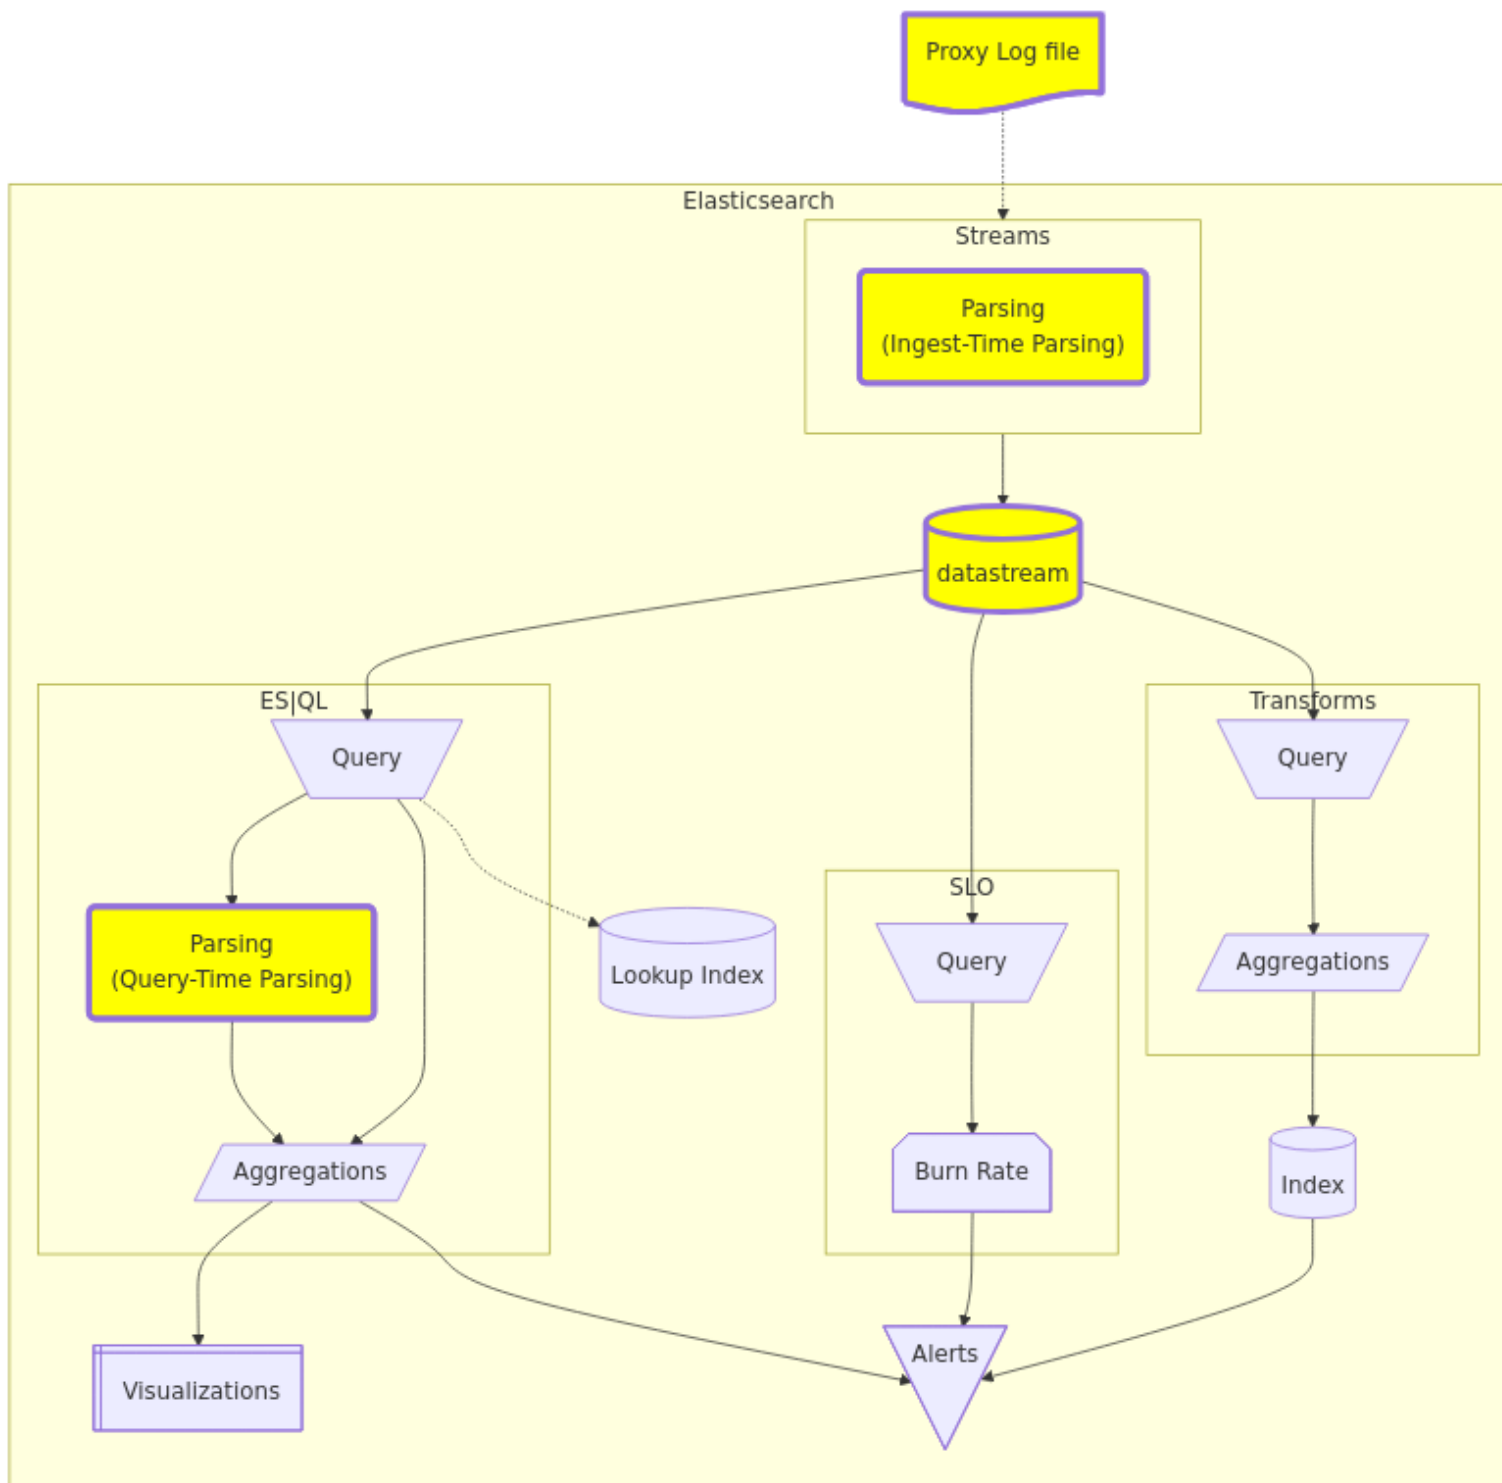 Proxy Log file
Elasticsearch
Streams
Parsing
(Ingest-Time Parsing)
datastream
ES|QL
Transforms
Query
Query
SLO
Parsing
(Query-Time Parsing)
Lookup Index
Query
Aggregations
Aggregations
Burn Rate
Index
Alerts
Visualizations